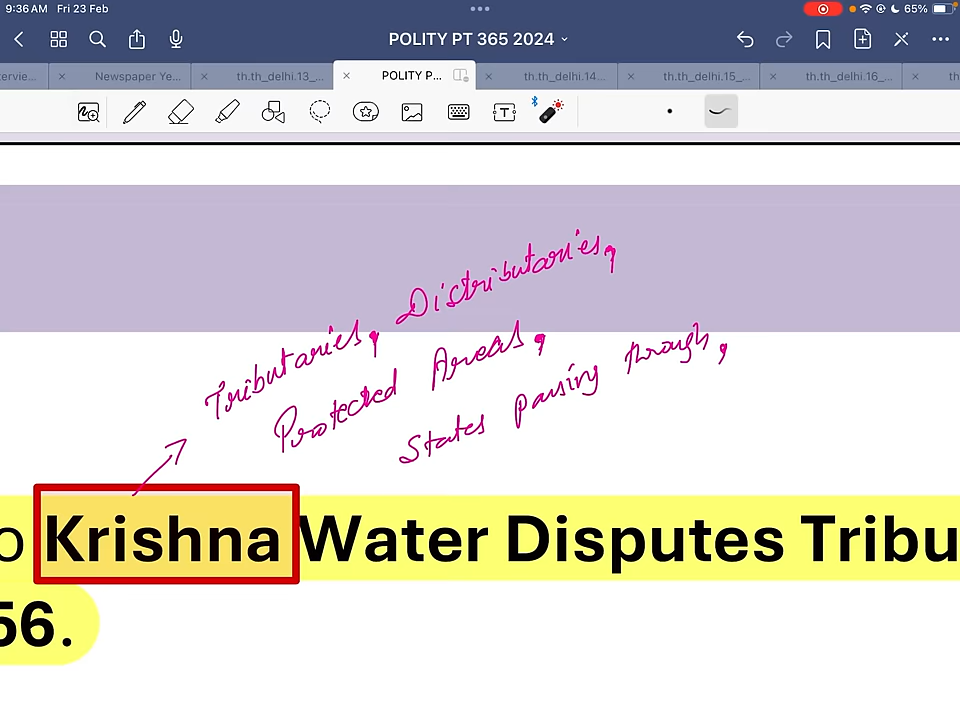 9:36 AM Fri 23 Feb
65%
POLITY PT 365 2024
tervie...
Newspaper Ye...
th.th_delhi.13_...
POLITY P...
th.th_delhi.14...
th.th_delhi.15_...
th.th_delhi.16_...
th
Tributaries, Distributaries,
Protected Areas,
States passing through,
o Krishna Water Disputes Tribu
56.